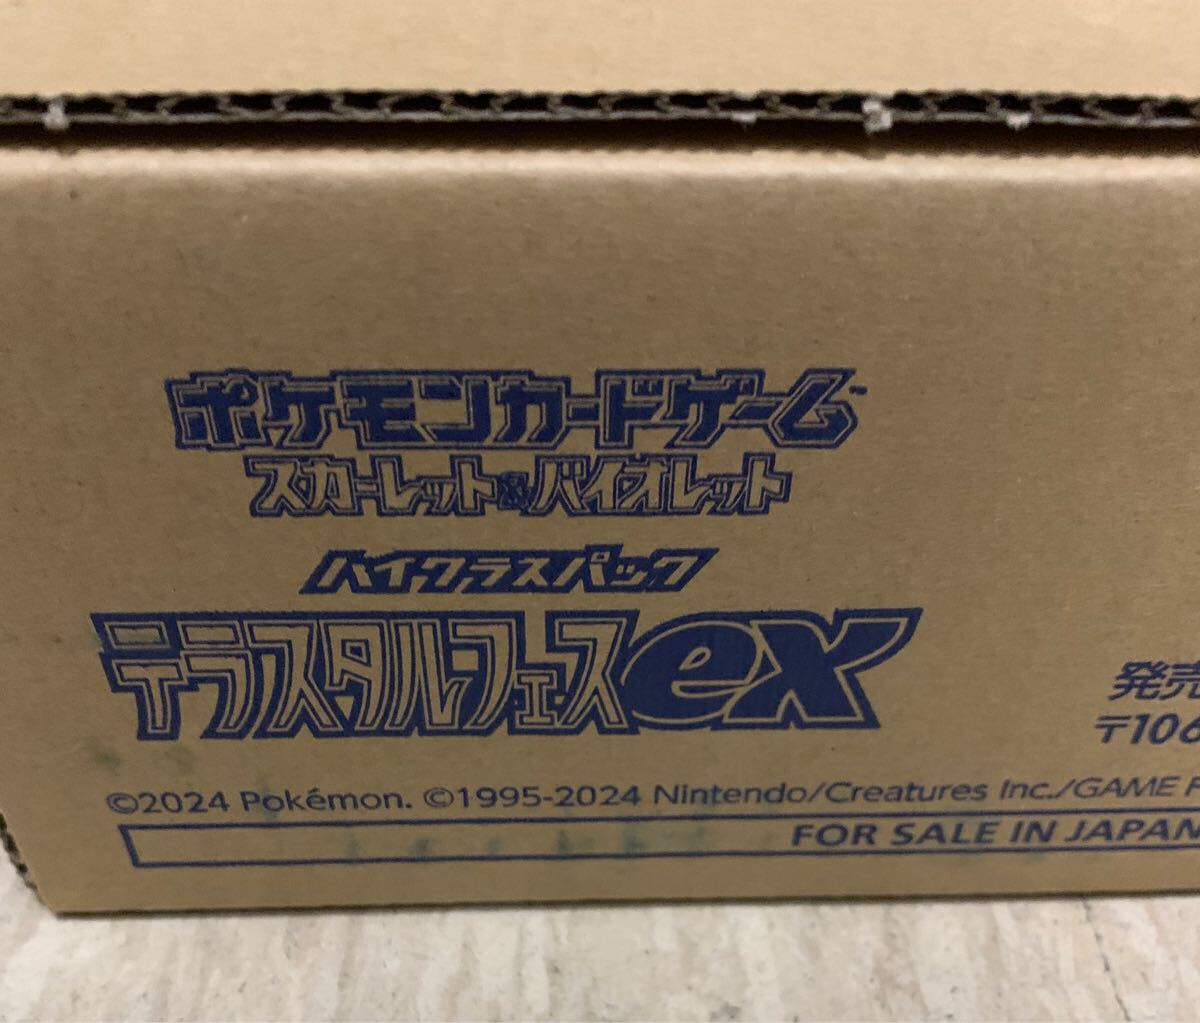 ポケモンカードゲーム™
スカーレット&バイオレット
ハイクラスパック
テラスタルフェスex
発売
〒106
©2024 Pokémon. ©1995-2024 Nintendo/Creatures Inc./GAME F
FOR SALE IN JAPAN